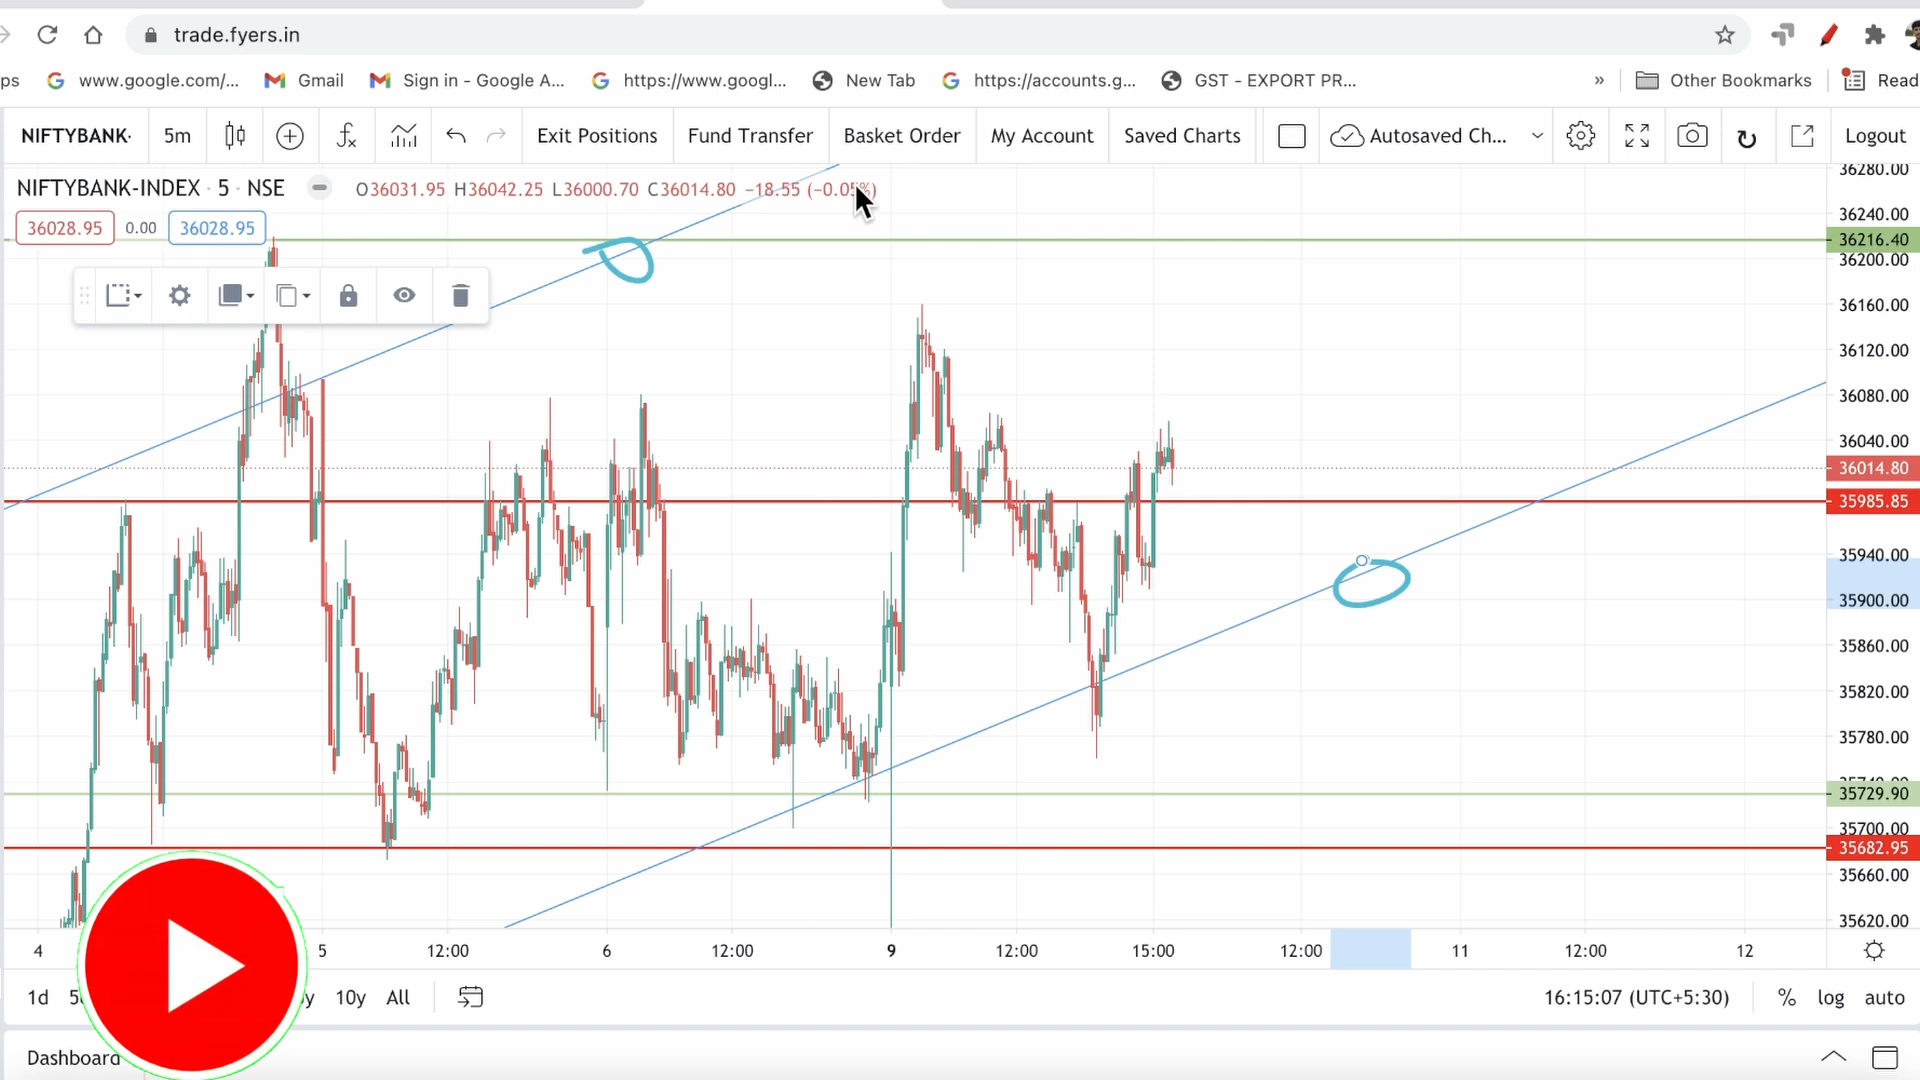 trade.fyers.in
ps www.google.com/... Gmail Sign in - Google A... https://www.googl... New Tab https://accounts.g... GST - EXPORT PR... » Other Bookmarks Read
NIFTYBANK· 5m Exit Positions Fund Transfer Basket Order My Account Saved Charts Autosaved Ch... Logout
NIFTYBANK-INDEX · 5 · NSE O36031.95 H36042.25 L36000.70 C36014.80 −18.55 (−0.05%)
36028.95 0.00 36028.95
36280.00
36240.00
36216.40
36200.00
36160.00
36120.00
36080.00
36040.00
36014.80
35985.85
35940.00
35900.00
35860.00
35820.00
35780.00
35729.90
35700.00
35682.95
35660.00
35620.00
4 5 12:00 6 12:00 9 12:00 15:00 12:00 11 12:00 12
1d 10y All 16:15:07 (UTC+5:30) % log auto
Dashboard